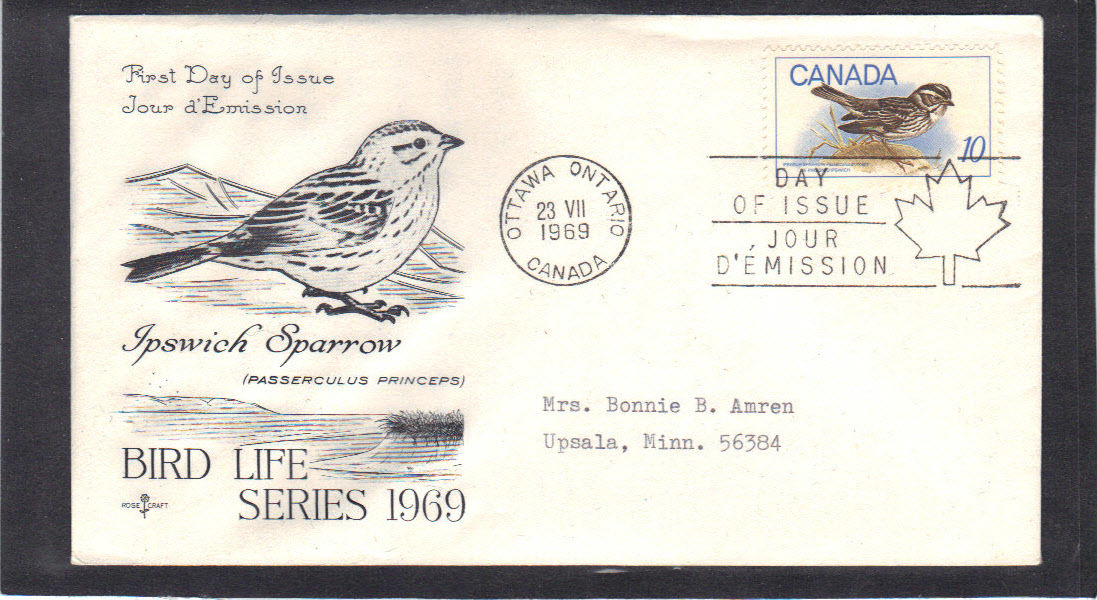 First Day of Issue
Jour d'Emission
Ipswich Sparrow
(PASSERCULUS PRINCEPS)
BIRD LIFE
SERIES 1969
ROSE CRAFT
OTTAWA ONTARIO
23 VII
1969
CANADA
CANADA
10
DAY
OF ISSUE
JOUR
D'ÉMISSION
Mrs. Bonnie B. Amren
Upsala, Minn. 56384